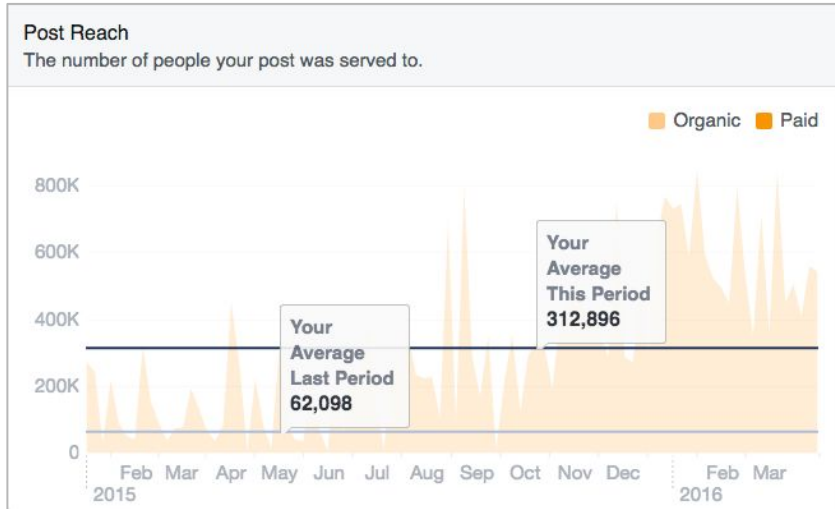 Post Reach
The number of people your post was served to.
Organic Paid
800K
600K
400K
200K
0
Your
Average
This Period
312,896
Your
Average
Last Period
62,098
Feb Mar Apr May Jun Jul Aug Sep Oct Nov Dec Feb Mar
2015 2016